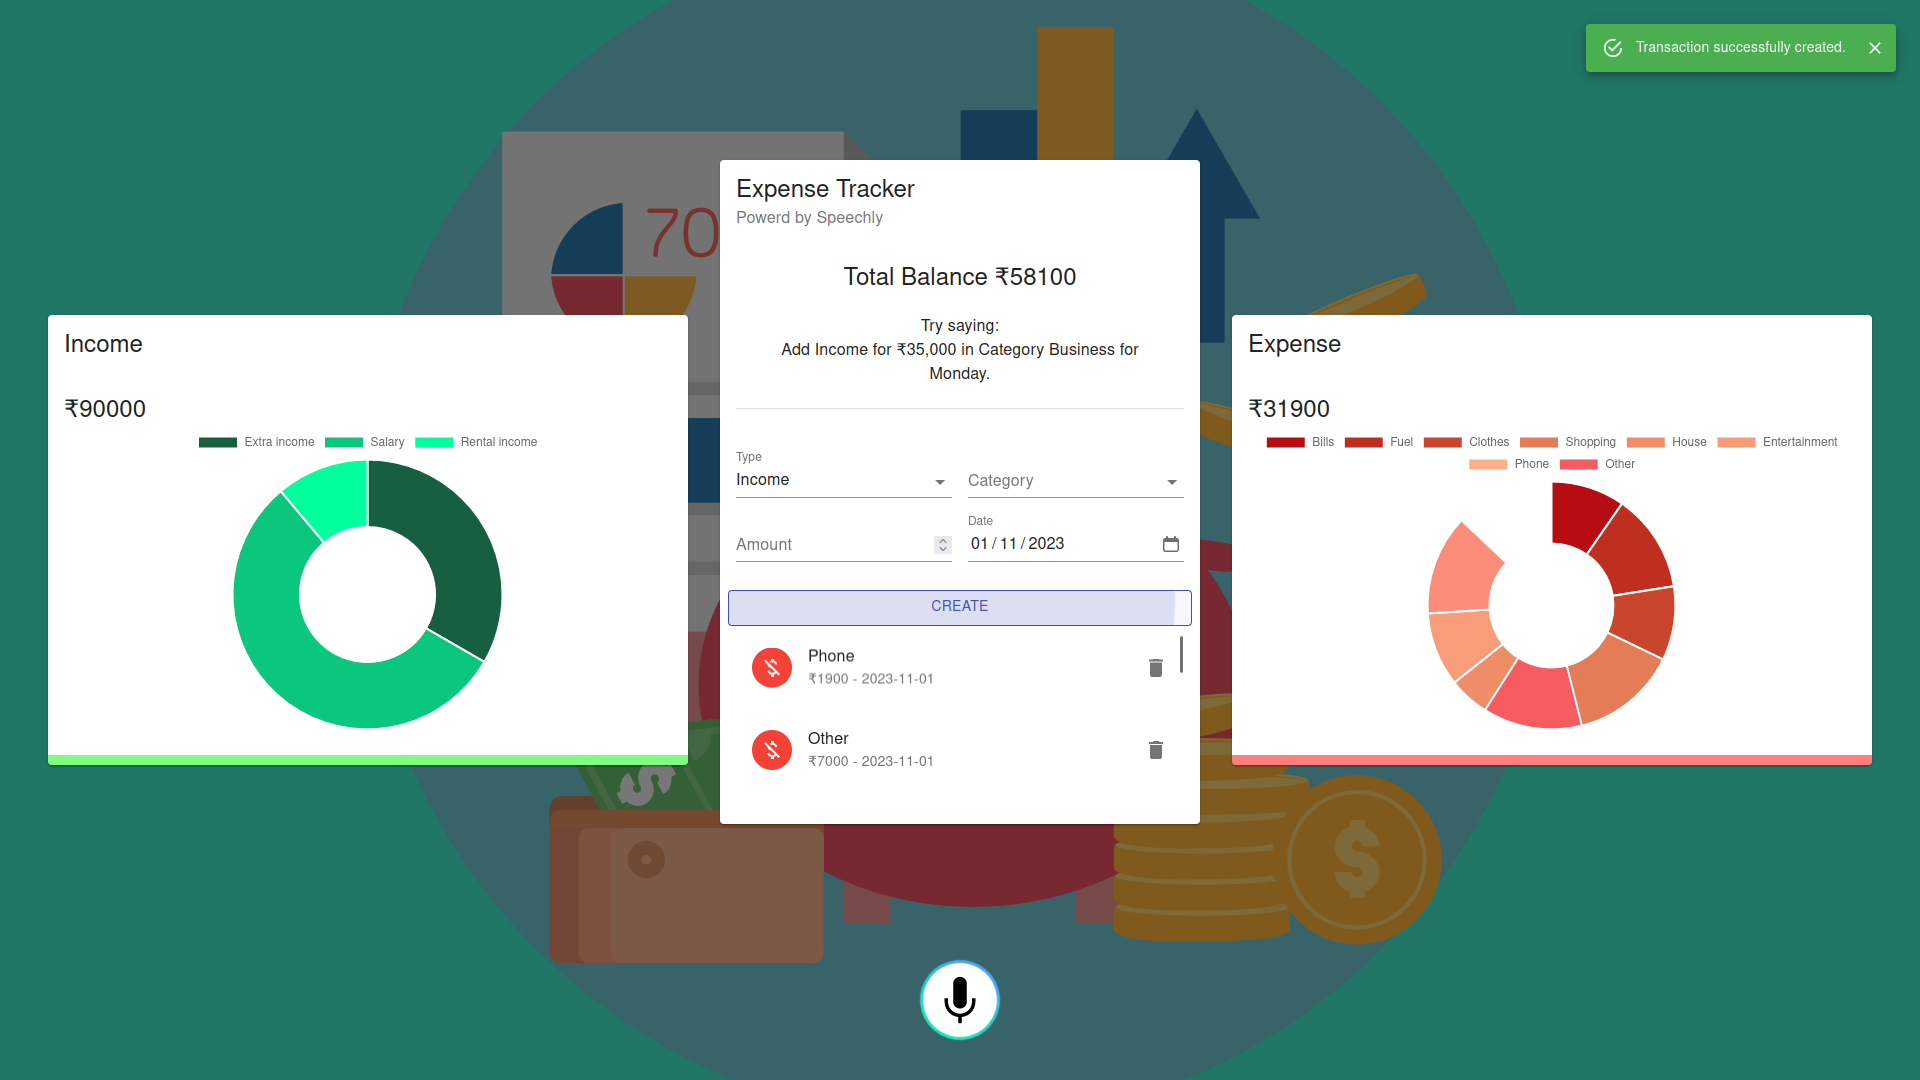 Transaction successfully created.
70
Expense Tracker
Powerd by Speechly
Total Balance ₹58100
Try saying:
Add Income for ₹35,000 in Category Business for
Monday.
Type
Income
Category
Amount
Date
01/11/2023
CREATE
Phone
₹1900 - 2023-11-01
Other
₹7000 - 2023-11-01
Income
₹90000
Extra income Salary Rental income
Expense
₹31900
Bills Fuel Clothes Shopping House Entertainment
Phone Other
$
$